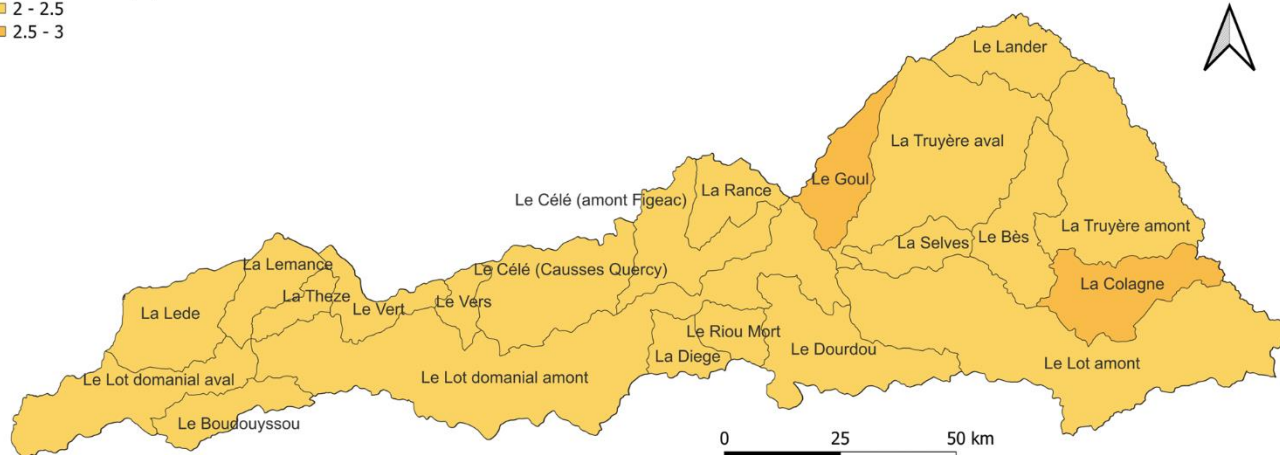 2 - 2.5
2.5 - 3
Le Lander
La Truyère aval
Le Goul
La Rance
Le Célé (amont Figeac)
La Truyère amont
Le Bès
La Selves
La Lemance
Le Célé (Causses Quercy)
La Colagne
La Theze
Le Vers
Le Vert
La Lede
Le Riou Mort
Le Dourdou
La Diege
Le Lot amont
Le Lot domanial aval
Le Lot domanial amont
Le Boudouyssou
0 25 50 km